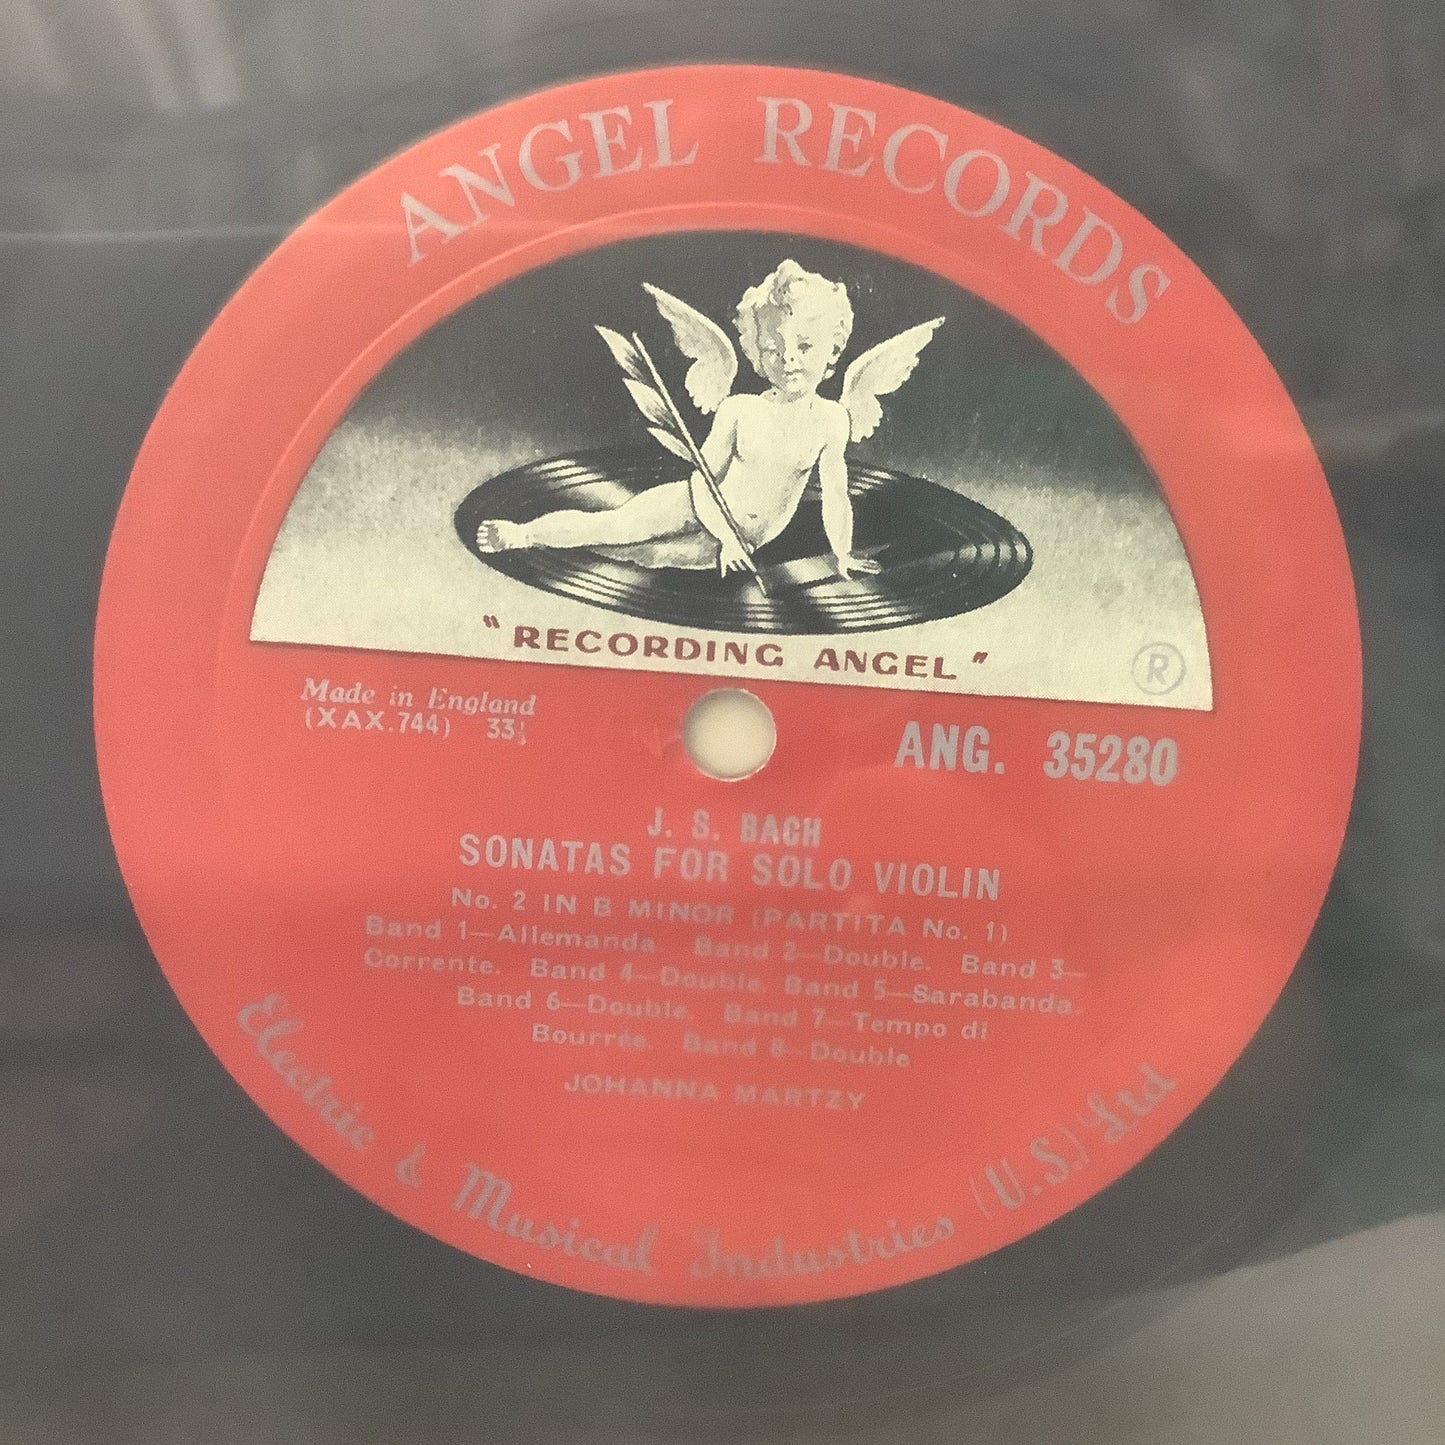 ANGEL RECORDS
"RECORDING ANGEL"
®
Made in England
(XAX.744) 33⅓
ANG. 35280
J. S. BACH
SONATAS FOR SOLO VIOLIN
No. 2 IN B MINOR (PARTITA No. 1)
Band 1—Allemanda. Band 2—Double. Band 3—
Corrente. Band 4—Double. Band 5—Sarabanda.
Band 6—Double. Band 7—Tempo di
Bourrée. Band 8—Double
JOHANNA MARTZY
Electric & Musical Industries (U.S.) Ltd